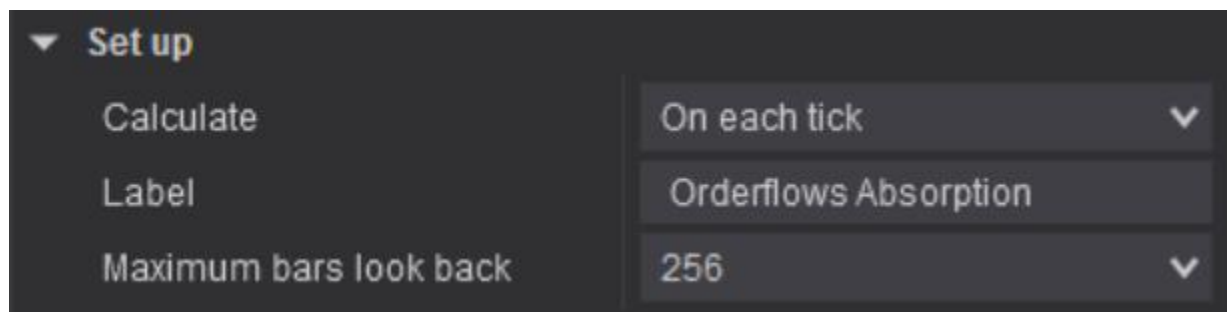 Set up
Calculate On each tick
Label Orderflows Absorption
Maximum bars look back 256